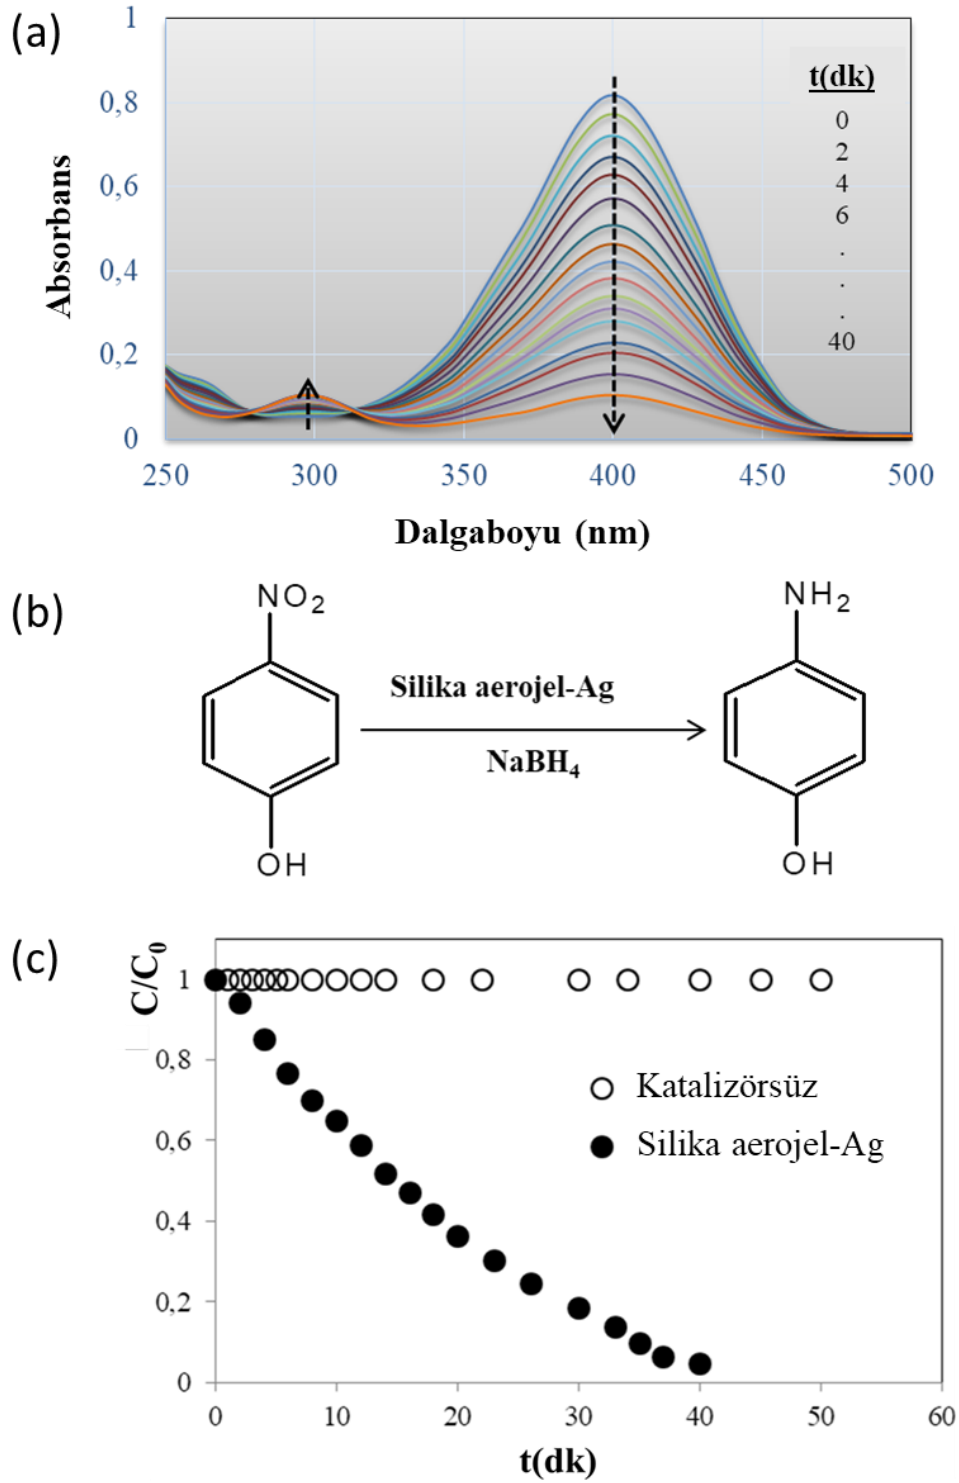 (a)
1
0,8
0,6
0,4
0,2
0
Absorbans
250 300 350 400 450 500
Dalgaboyu (nm)
t(dk)
0
2
4
6
.
.
.
40
(b)
NO2
OH
Silika aerojel-Ag
NaBH4
NH2
OH
(c)
C/C0
1
0,8
0,6
0,4
0,2
0
Katalizörsüz
Silika aerojel-Ag
0 10 20 30 40 50 60
t(dk)